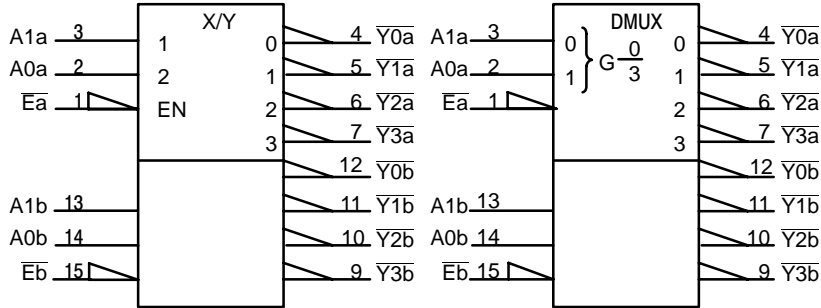 X/Y
A1a 3 1 0 4 Y0a
A0a 2 2 1 5 Y1a
Ea 1 EN 2 6 Y2a
3 7 Y3a
12 Y0b
A1b 13 11 Y1b
A0b 14 10 Y2b
Eb 15 9 Y3b
DMUX
A1a 3 0 } G 0/3 0 4 Y0a
A0a 2 1 1 5 Y1a
Ea 1 2 6 Y2a
3 7 Y3a
12 Y0b
A1b 13 11 Y1b
A0b 14 10 Y2b
Eb 15 9 Y3b